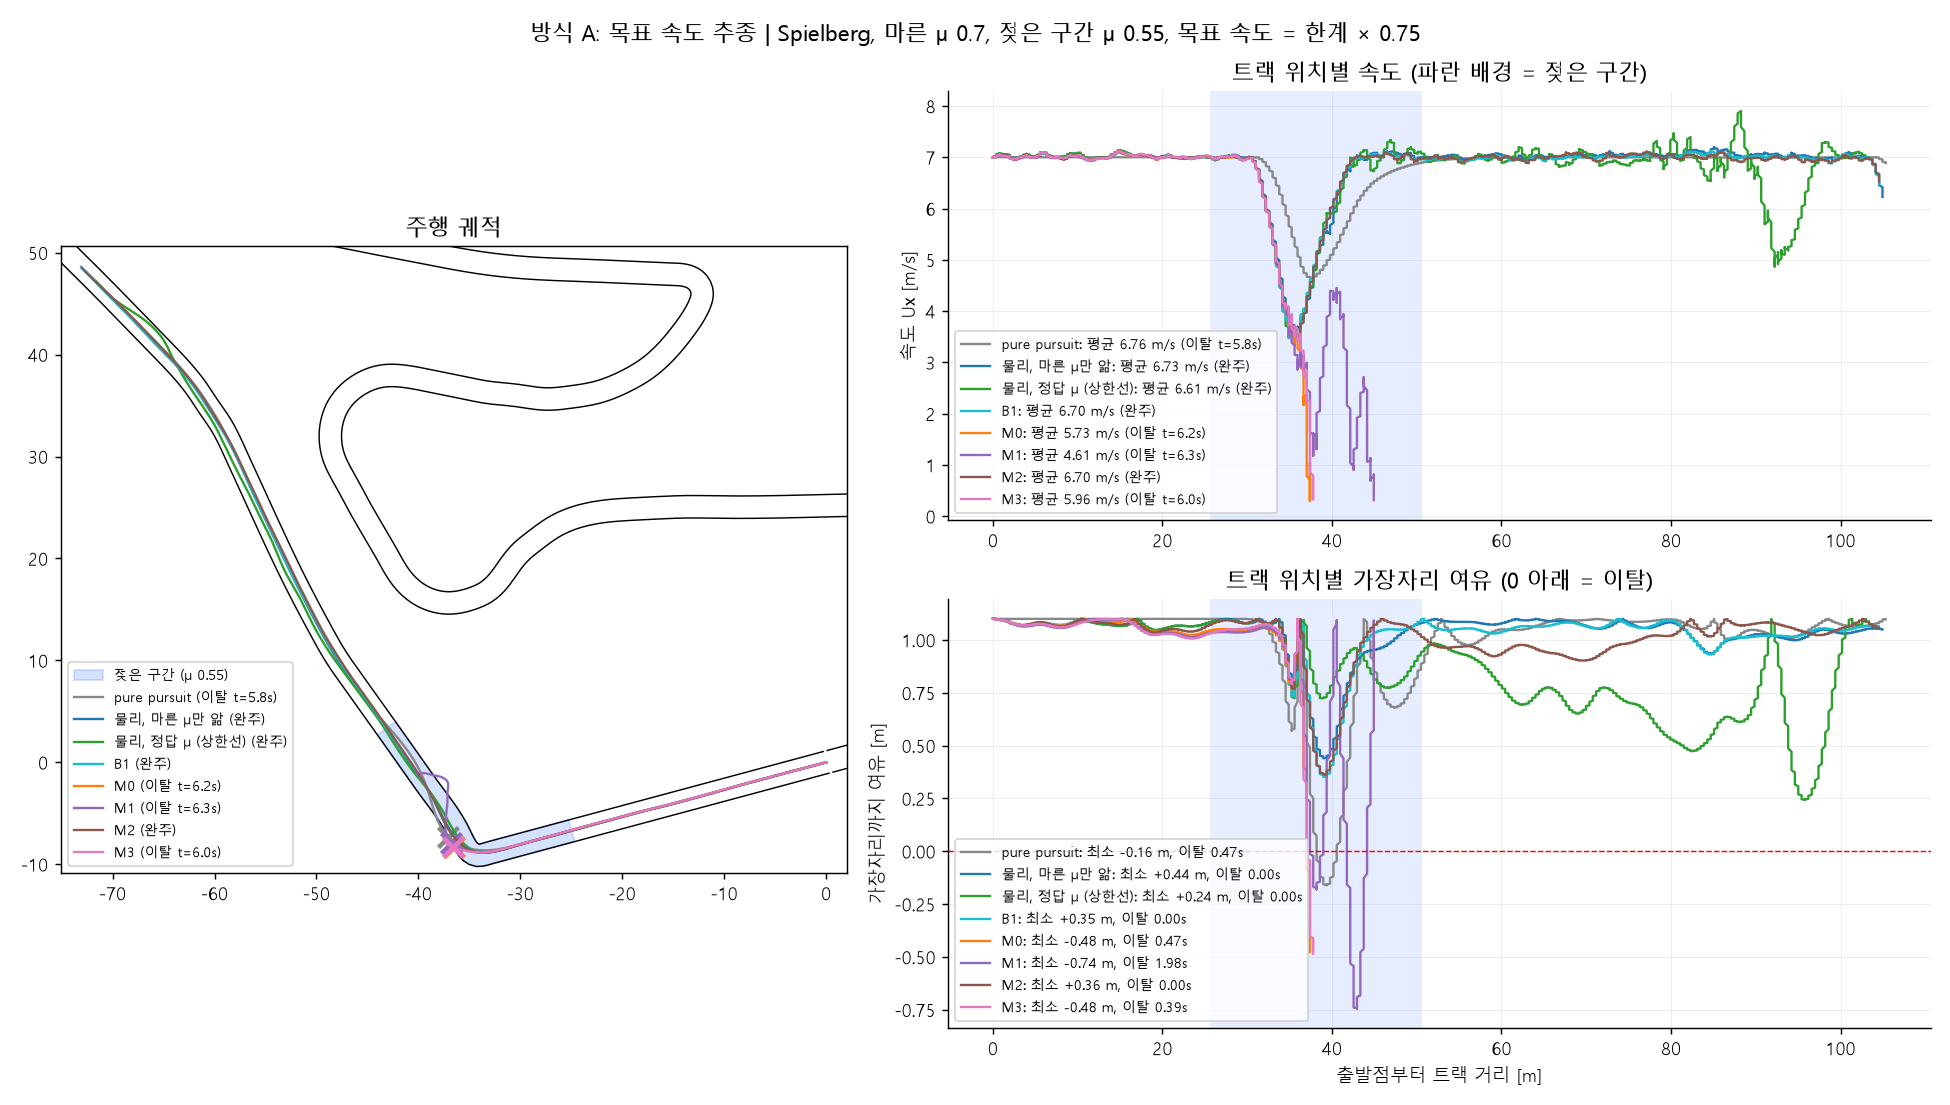 방식 A: 목표 속도 추종 | Spielberg, 마른 μ 0.7, 젖은 구간 μ 0.55, 목표 속도 = 한계 × 0.75
주행 궤적
50
40
30
20
10
0
-10
-70
-60
-50
-40
-30
-20
-10
0
젖은 구간 (μ 0.55)
pure pursuit (이탈 t=5.8s)
물리, 마른 μ만 앎 (완주)
물리, 정답 μ (상한선) (완주)
B1 (완주)
M0 (이탈 t=6.2s)
M1 (이탈 t=6.3s)
M2 (완주)
M3 (이탈 t=6.0s)
트랙 위치별 속도 (파란 배경 = 젖은 구간)
속도 Ux [m/s]
8
7
6
5
4
3
2
1
0
0
20
40
60
80
100
pure pursuit: 평균 6.76 m/s (이탈 t=5.8s)
물리, 마른 μ만 앎: 평균 6.73 m/s (완주)
물리, 정답 μ (상한선): 평균 6.61 m/s (완주)
B1: 평균 6.70 m/s (완주)
M0: 평균 5.73 m/s (이탈 t=6.2s)
M1: 평균 4.61 m/s (이탈 t=6.3s)
M2: 평균 6.70 m/s (완주)
M3: 평균 5.96 m/s (이탈 t=6.0s)
트랙 위치별 가장자리 여유 (0 아래 = 이탈)
가장자리까지 여유 [m]
1.00
0.75
0.50
0.25
0.00
-0.25
-0.50
-0.75
0
20
40
60
80
100
pure pursuit: 최소 -0.16 m, 이탈 0.47s
물리, 마른 μ만 앎: 최소 +0.44 m, 이탈 0.00s
물리, 정답 μ (상한선): 최소 +0.24 m, 이탈 0.00s
B1: 최소 +0.35 m, 이탈 0.00s
M0: 최소 -0.48 m, 이탈 0.47s
M1: 최소 -0.74 m, 이탈 1.98s
M2: 최소 +0.36 m, 이탈 0.00s
M3: 최소 -0.48 m, 이탈 0.39s
출발점부터 트랙 거리 [m]